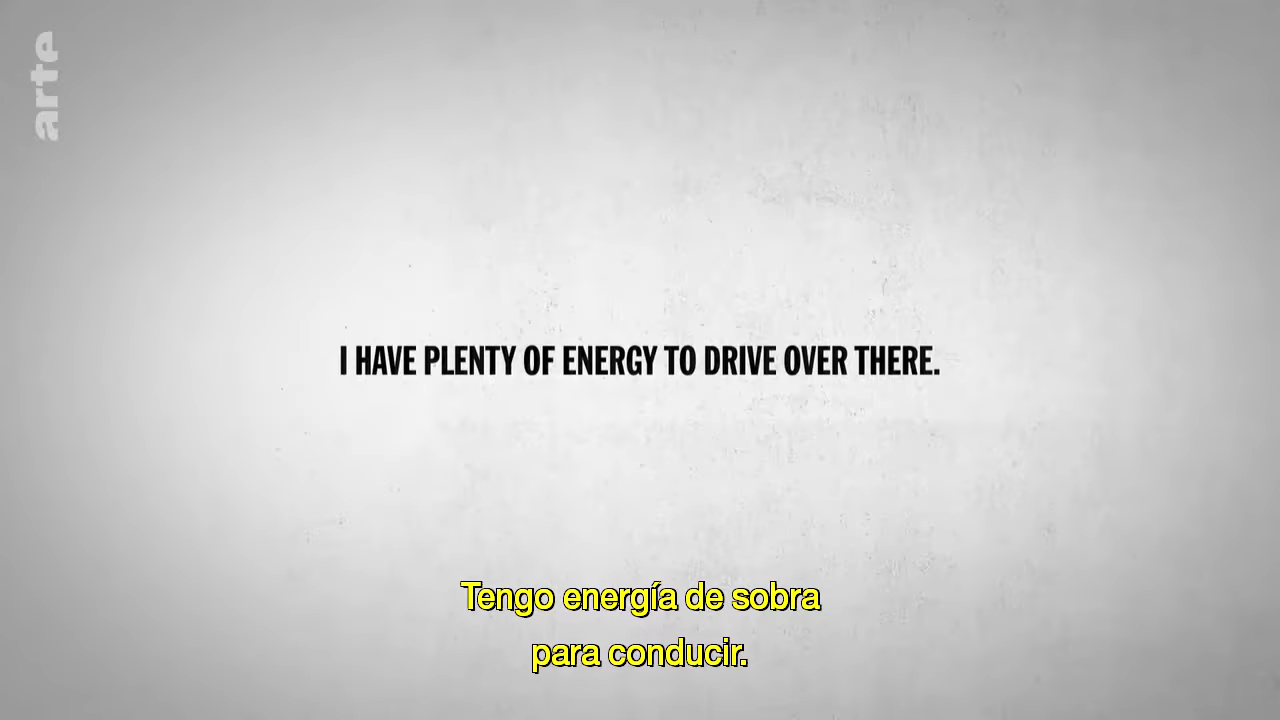 arte
I HAVE PLENTY OF ENERGY TO DRIVE OVER THERE.
Tengo energía de sobra
para conducir.